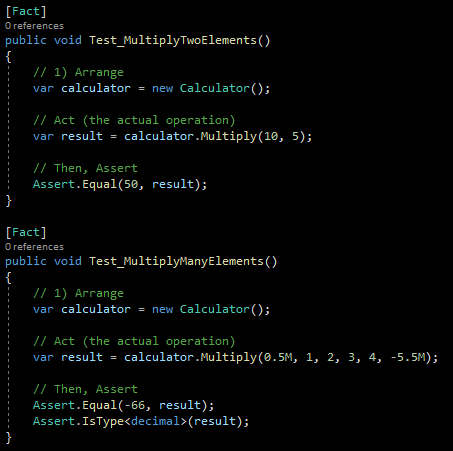 [Fact]
0 references
public void Test_MultiplyTwoElements()
{
// 1) Arrange
var calculator = new Calculator();
// Act (the actual operation)
var result = calculator.Multiply(10, 5);
// Then, Assert
Assert.Equal(50, result);
}
[Fact]
0 references
public void Test_MultiplyManyElements()
{
// 1) Arrange
var calculator = new Calculator();
// Act (the actual operation)
var result = calculator.Multiply(0.5M, 1, 2, 3, 4, -5.5M);
// Then, Assert
Assert.Equal(-66, result);
Assert.IsType<decimal>(result);
}